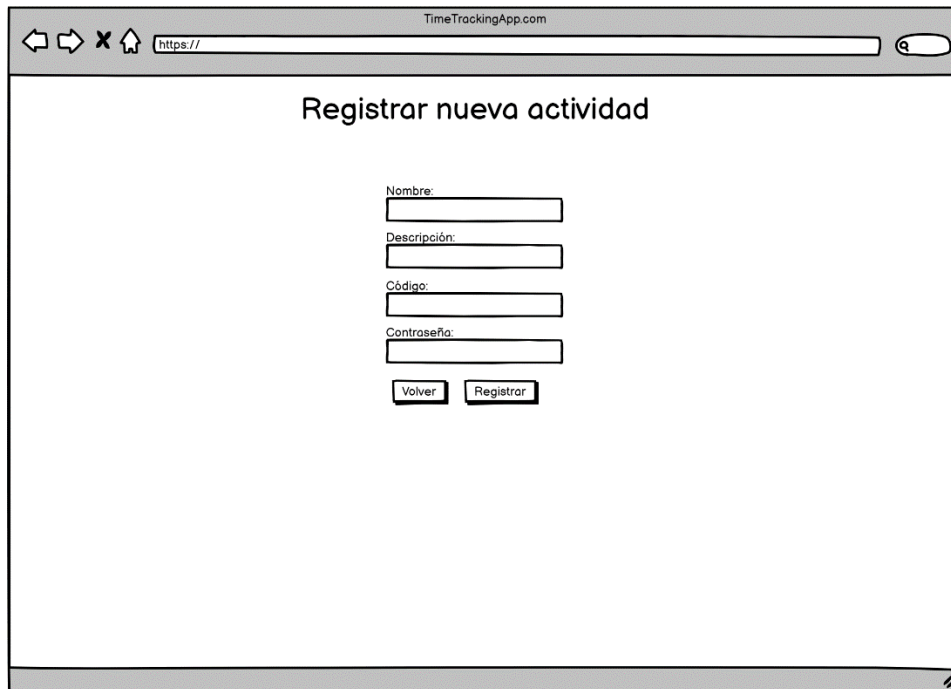 TimeTrackingApp.com
https://
Registrar nueva actividad
Nombre:
Descripción:
Código:
Contraseña:
Volver Registrar